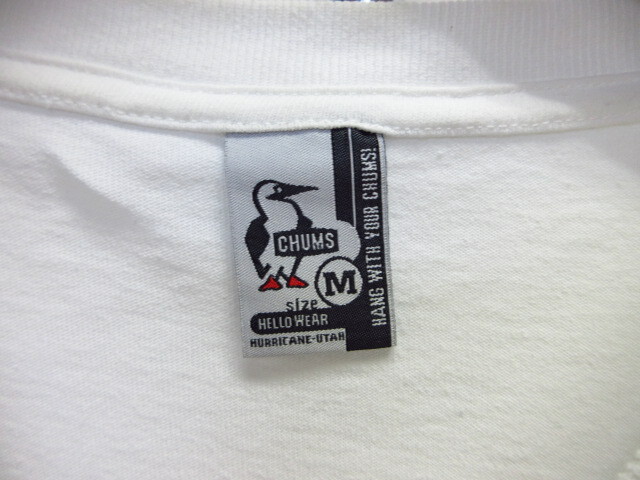 CHUMS
M
size
HELLO WEAR
HURRICANE-UTAH
HANG WITH YOUR CHUMS!